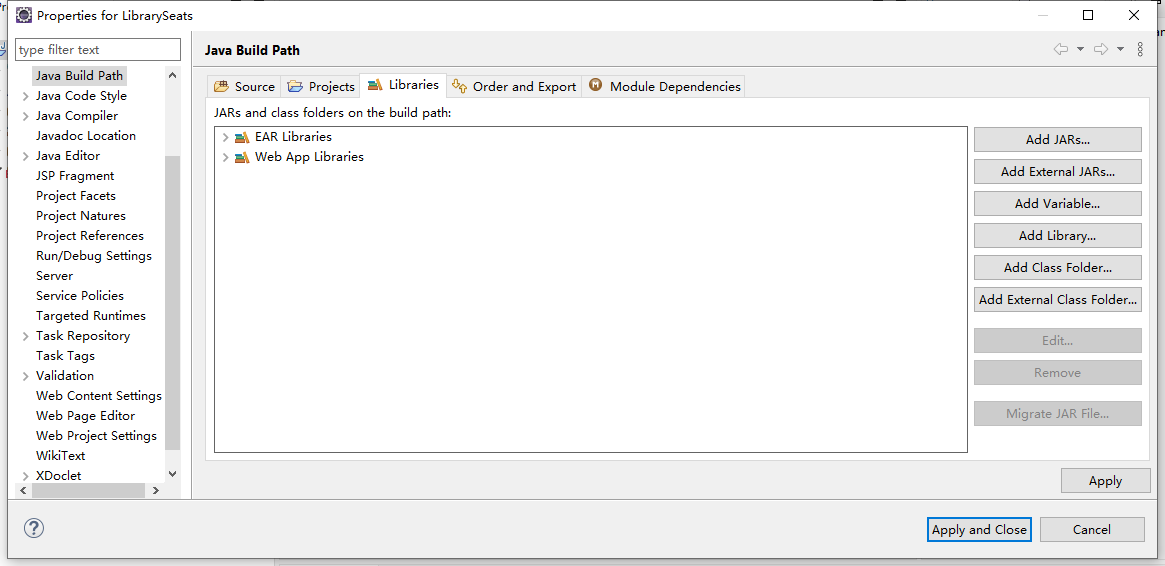 Properties for LibrarySeats
type filter text
Java Build Path
Java Code Style
Java Compiler
Javadoc Location
Java Editor
JSP Fragment
Project Facets
Project Natures
Project References
Run/Debug Settings
Server
Service Policies
Targeted Runtimes
Task Repository
Task Tags
Validation
Web Content Settings
Web Page Editor
Web Project Settings
WikiText
XDoclet
Java Build Path
Source Projects Libraries Order and Export Module Dependencies
JARs and class folders on the build path:
EAR Libraries
Web App Libraries
Add JARs...
Add External JARs...
Add Variable...
Add Library...
Add Class Folder...
Add External Class Folder...
Edit...
Remove
Migrate JAR File...
Apply
Apply and Close Cancel